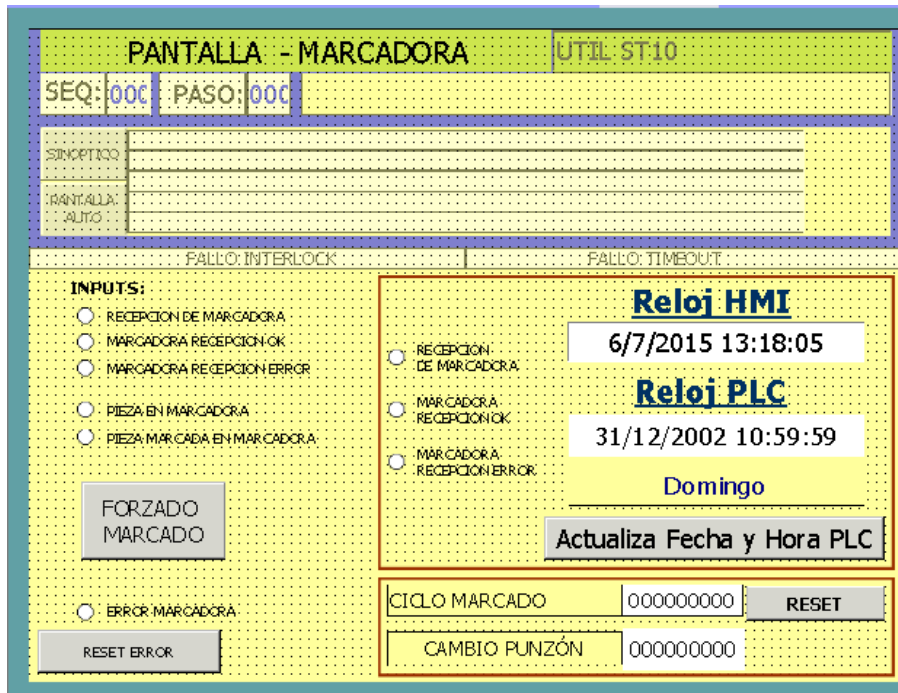 PANTALLA - MARCADORA
UTIL ST10
SEQ: 000 PASO: 000
SINOPTICO
PANTALLA
AUTO
FALLO INTERLOCK
FALLO TIMEOUT
INPUTS:
RECEPCION DE MARCADORA
MARCADORA RECEPCION OK
MARCADORA RECEPCION ERROR
PIEZA EN MARCADORA
PIEZA MARCADA EN MARCADORA
FORZADO
MARCADO
ERROR MARCADORA
RESET ERROR
RECEPCION
DE MARCADORA
MARCADORA
RECEPCION OK
MARCADORA
RECEPCION ERROR
Reloj HMI
6/7/2015 13:18:05
Reloj PLC
31/12/2002 10:59:59
Domingo
Actualiza Fecha y Hora PLC
CICLO MARCADO 000000000 RESET
CAMBIO PUNZÓN 000000000